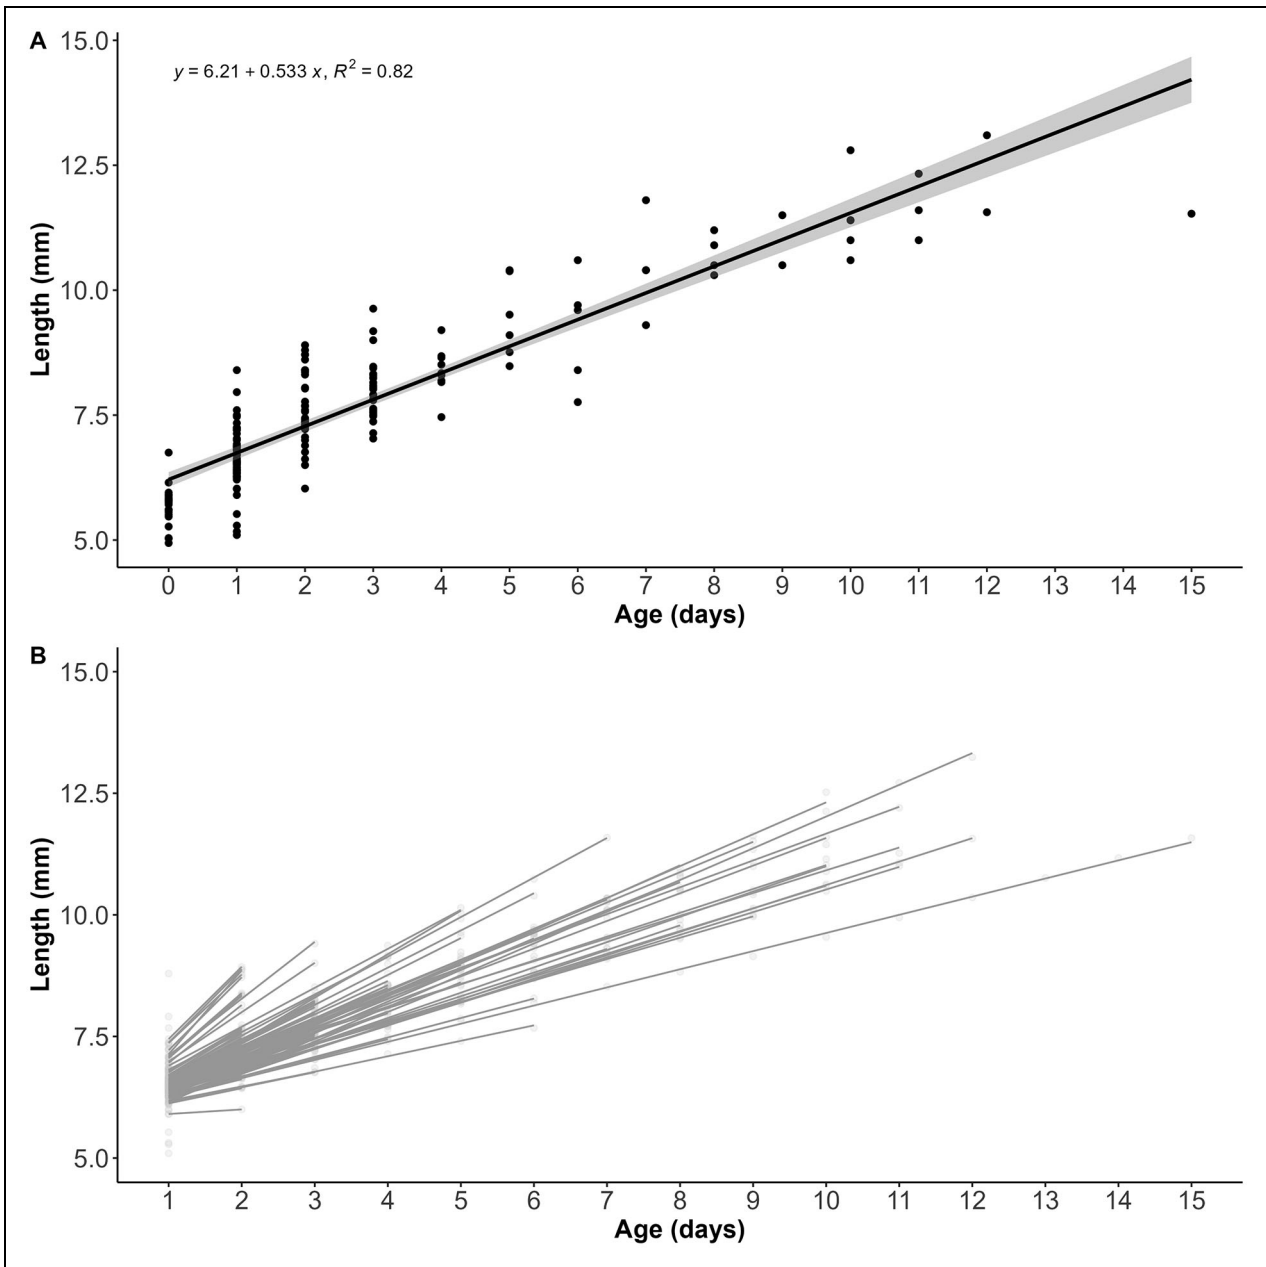 A
y = 6.21 + 0.533 x, R² = 0.82
15.0
12.5
10.0
7.5
5.0
Length (mm)
0 1 2 3 4 5 6 7 8 9 10 11 12 13 14 15
Age (days)
B
15.0
12.5
10.0
7.5
5.0
Length (mm)
1 2 3 4 5 6 7 8 9 10 11 12 13 14 15
Age (days)